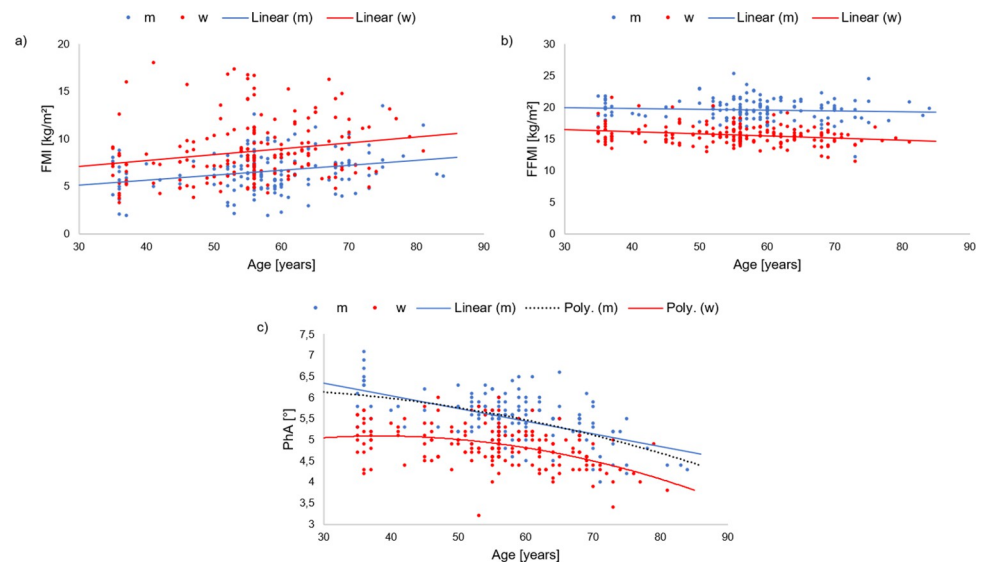 m w Linear (m) Linear (w)
a)
20
15
10
5
0
FMI [kg/m²]
30 40 50 60 70 80 90
Age [years]
m w Linear (m) Linear (w)
b)
30
25
20
15
10
5
0
FFMI [kg/m²]
30 40 50 60 70 80 90
Age [years]
m w Linear (m) Poly. (m) Poly. (w)
c)
7,5
7
6,5
6
5,5
5
4,5
4
3,5
3
PhA [°]
30 40 50 60 70 80 90
Age [years]